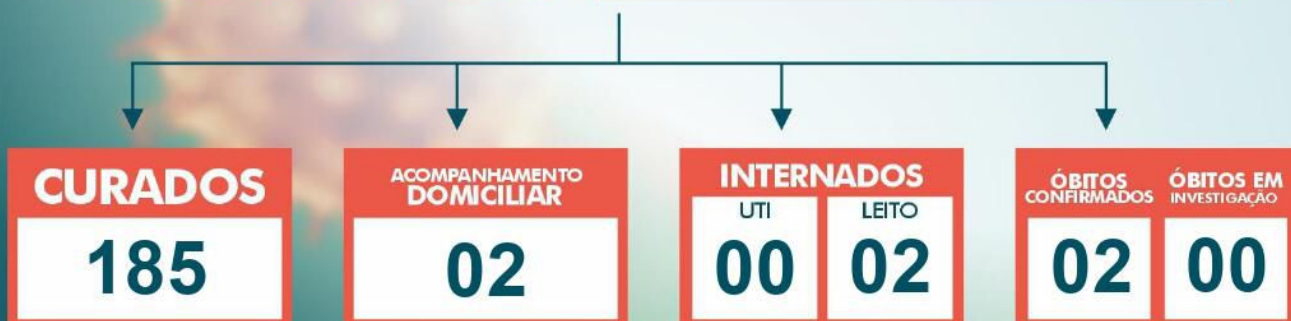 CURADOS
185
ACOMPANHAMENTO
DOMICILIAR
02
INTERNADOS
UTI
00
LEITO
02
ÓBITOS
CONFIRMADOS
02
ÓBITOS EM
INVESTIGAÇÃO
00